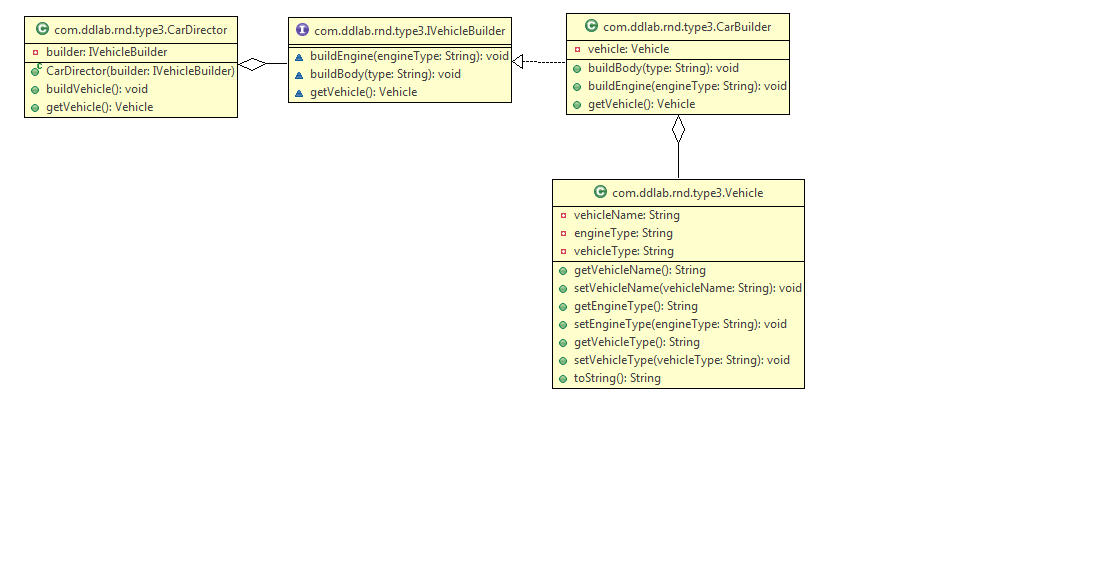 com.ddlab.rnd.type3.CarDirector
builder: IVehicleBuilder
CarDirector(builder: IVehicleBuilder)
buildVehicle(): void
getVehicle(): Vehicle
com.ddlab.rnd.type3.IVehicleBuilder
buildEngine(engineType: String): void
buildBody(type: String): void
getVehicle(): Vehicle
com.ddlab.rnd.type3.CarBuilder
vehicle: Vehicle
buildBody(type: String): void
buildEngine(engineType: String): void
getVehicle(): Vehicle
com.ddlab.rnd.type3.Vehicle
vehicleName: String
engineType: String
vehicleType: String
getVehicleName(): String
setVehicleName(vehicleName: String): void
getEngineType(): String
setEngineType(engineType: String): void
getVehicleType(): String
setVehicleType(vehicleType: String): void
toString(): String